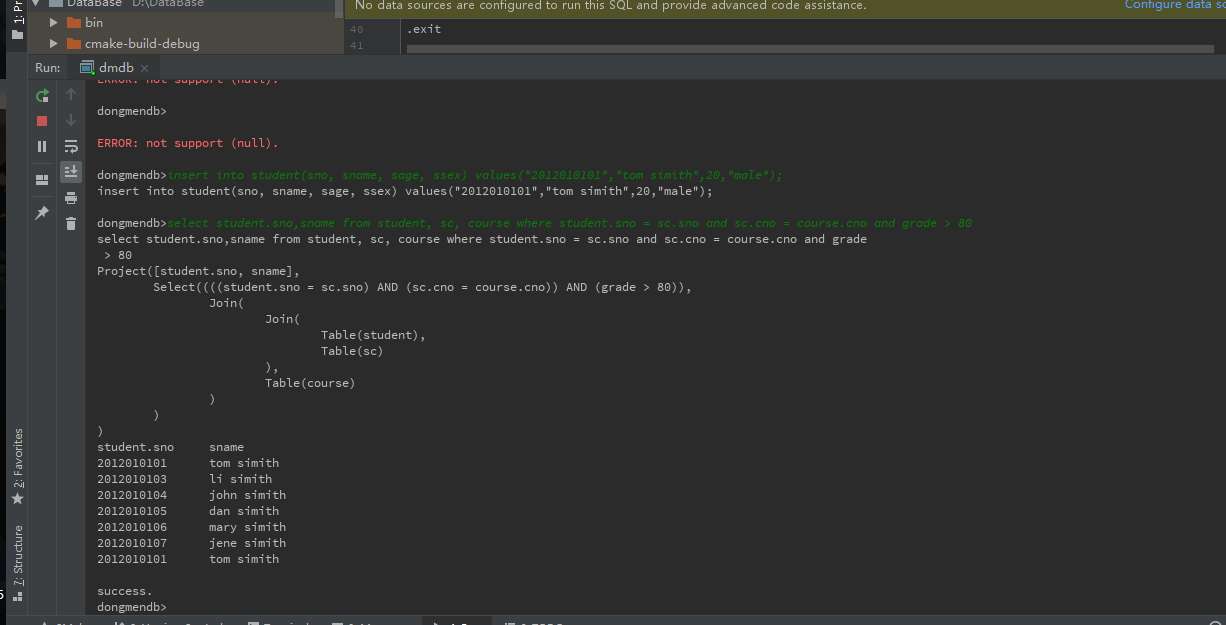 DataBase D:\DataBase
bin
cmake-build-debug
No data sources are configured to run this SQL and provide advanced code assistance.
Configure data
40
.exit
41
Run: dmdb
ERROR: not support (null).
dongmendb>
ERROR: not support (null).
dongmendb>insert into student(sno, sname, sage, ssex) values("2012010101","tom simith",20,"male");
insert into student(sno, sname, sage, ssex) values("2012010101","tom simith",20,"male");
dongmendb>select student.sno,sname from student, sc, course where student.sno = sc.sno and sc.cno = course.cno and grade > 80
select student.sno,sname from student, sc, course where student.sno = sc.sno and sc.cno = course.cno and grade
> 80
Project([student.sno, sname],
Select((((student.sno = sc.sno) AND (sc.cno = course.cno)) AND (grade > 80)),
Join(
Join(
Table(student),
Table(sc)
),
Table(course)
)
)
)
student.sno sname
2012010101 tom simith
2012010103 li simith
2012010104 john simith
2012010105 dan simith
2012010106 mary simith
2012010107 jene simith
2012010101 tom simith
success.
dongmendb>
2: Favorites
7: Structure